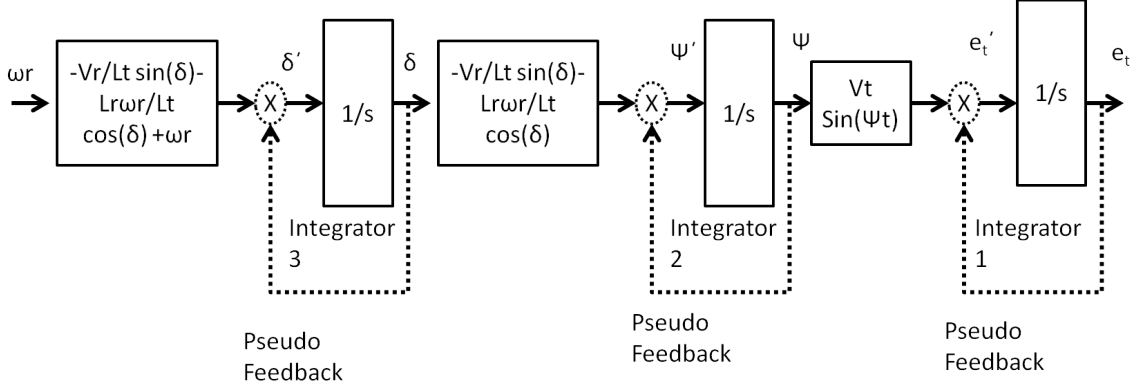 ωr
-Vr/Lt sin(δ)-
Lrωr/Lt
cos(δ) +ωr
X
δ′
1/s
δ
Integrator
3
Pseudo
Feedback
-Vr/Lt sin(δ)-
Lrωr/Lt
cos(δ)
X
Ψ′
1/s
Ψ
Integrator
2
Pseudo
Feedback
Vt
Sin(Ψt)
X
et′
1/s
et
Integrator
1
Pseudo
Feedback